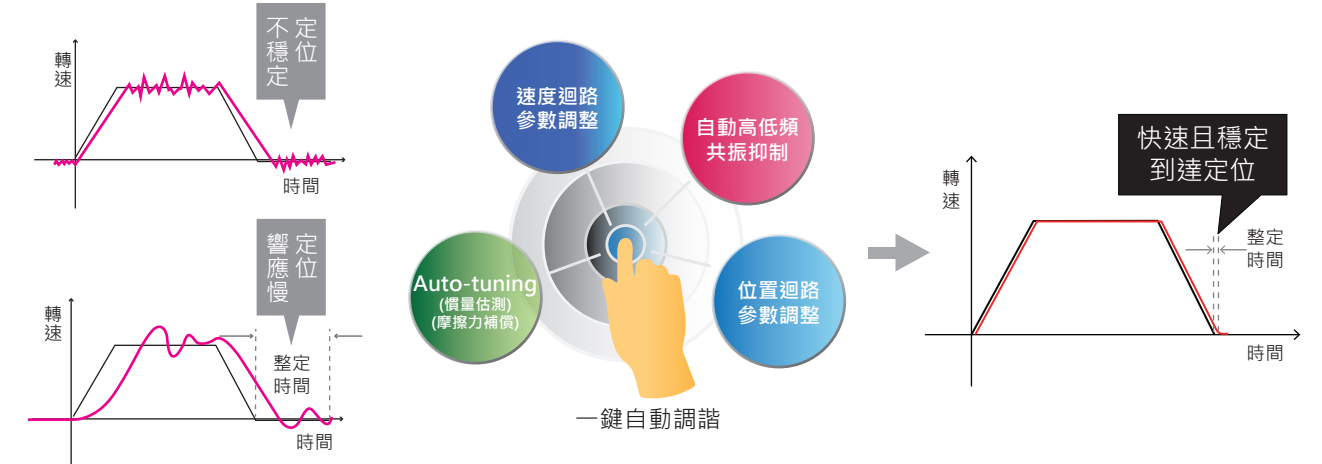 定位
不穩定
轉速
時間
定位
響應慢
轉速
整定
時間
時間
速度迴路
參數調整
自動高低頻
共振抑制
Auto-tuning
(慣量估測)
(摩擦力補償)
位置迴路
參數調整
一鍵自動調諧
快速且穩定
到達定位
轉速
整定
時間
時間